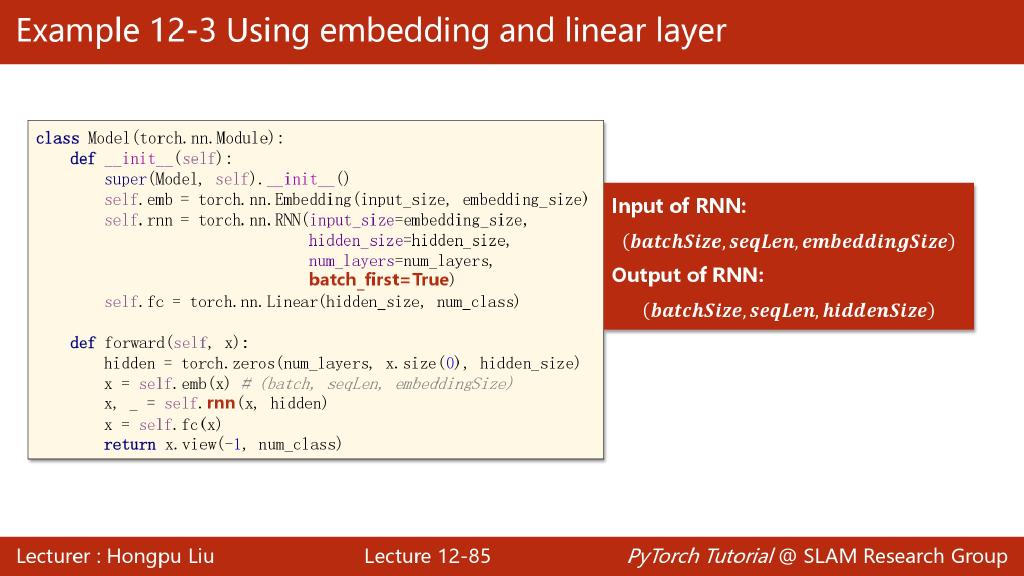 Example 12-3 Using embedding and linear layer
class Model(torch.nn.Module):
    def __init__(self):
        super(Model, self).__init__()
        self.emb = torch.nn.Embedding(input_size, embedding_size)
        self.rnn = torch.nn.RNN(input_size=embedding_size,
                                hidden_size=hidden_size,
                                num_layers=num_layers,
                                batch_first=True)
        self.fc = torch.nn.Linear(hidden_size, num_class)
    def forward(self, x):
        hidden = torch.zeros(num_layers, x.size(0), hidden_size)
        x = self.emb(x) # (batch, seqLen, embeddingSize)
        x, _ = self.rnn(x, hidden)
        x = self.fc(x)
        return x.view(-1, num_class)
Input of RNN:
(batchSize, seqLen, embeddingSize)
Output of RNN:
(batchSize, seqLen, hiddenSize)
Lecturer : Hongpu Liu
Lecture 12-85
PyTorch Tutorial @ SLAM Research Group